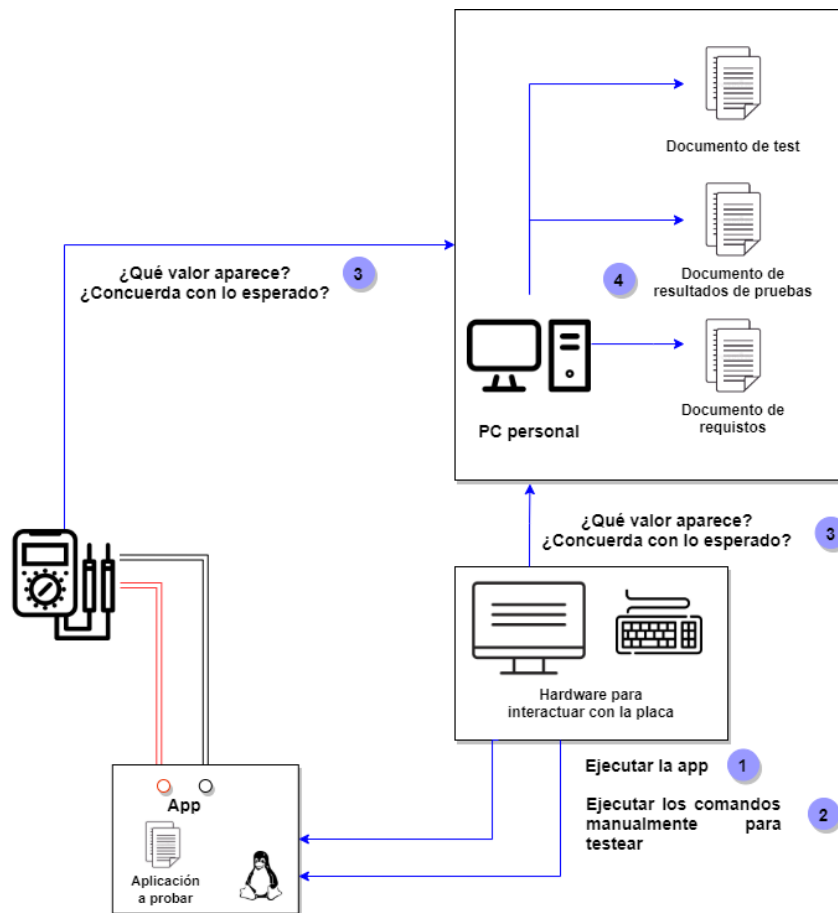 Documento de test
¿Qué valor aparece?
¿Concuerda con lo esperado?
3
4
Documento de
resultados de pruebas
PC personal
Documento de
requistos
¿Qué valor aparece?
¿Concuerda con lo esperado?
3
Hardware para
interactuar con la placa
Ejecutar la app
1
Ejecutar los comandos
manualmente para
testear
2
App
Aplicación
a probar